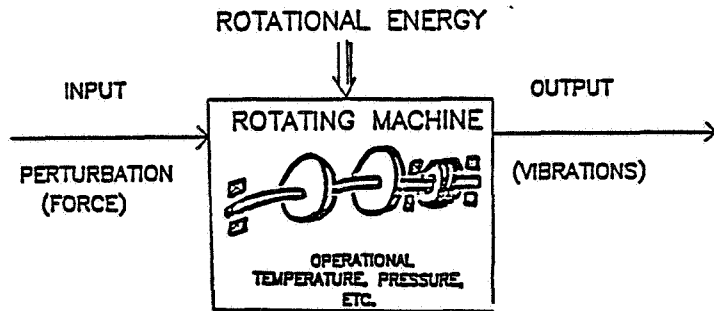 ROTATIONAL ENERGY
INPUT
OUTPUT
ROTATING MACHINE
PERTURBATION
(FORCE)
(VIBRATIONS)
OPERATIONAL
TEMPERATURE, PRESSURE,
ETC.